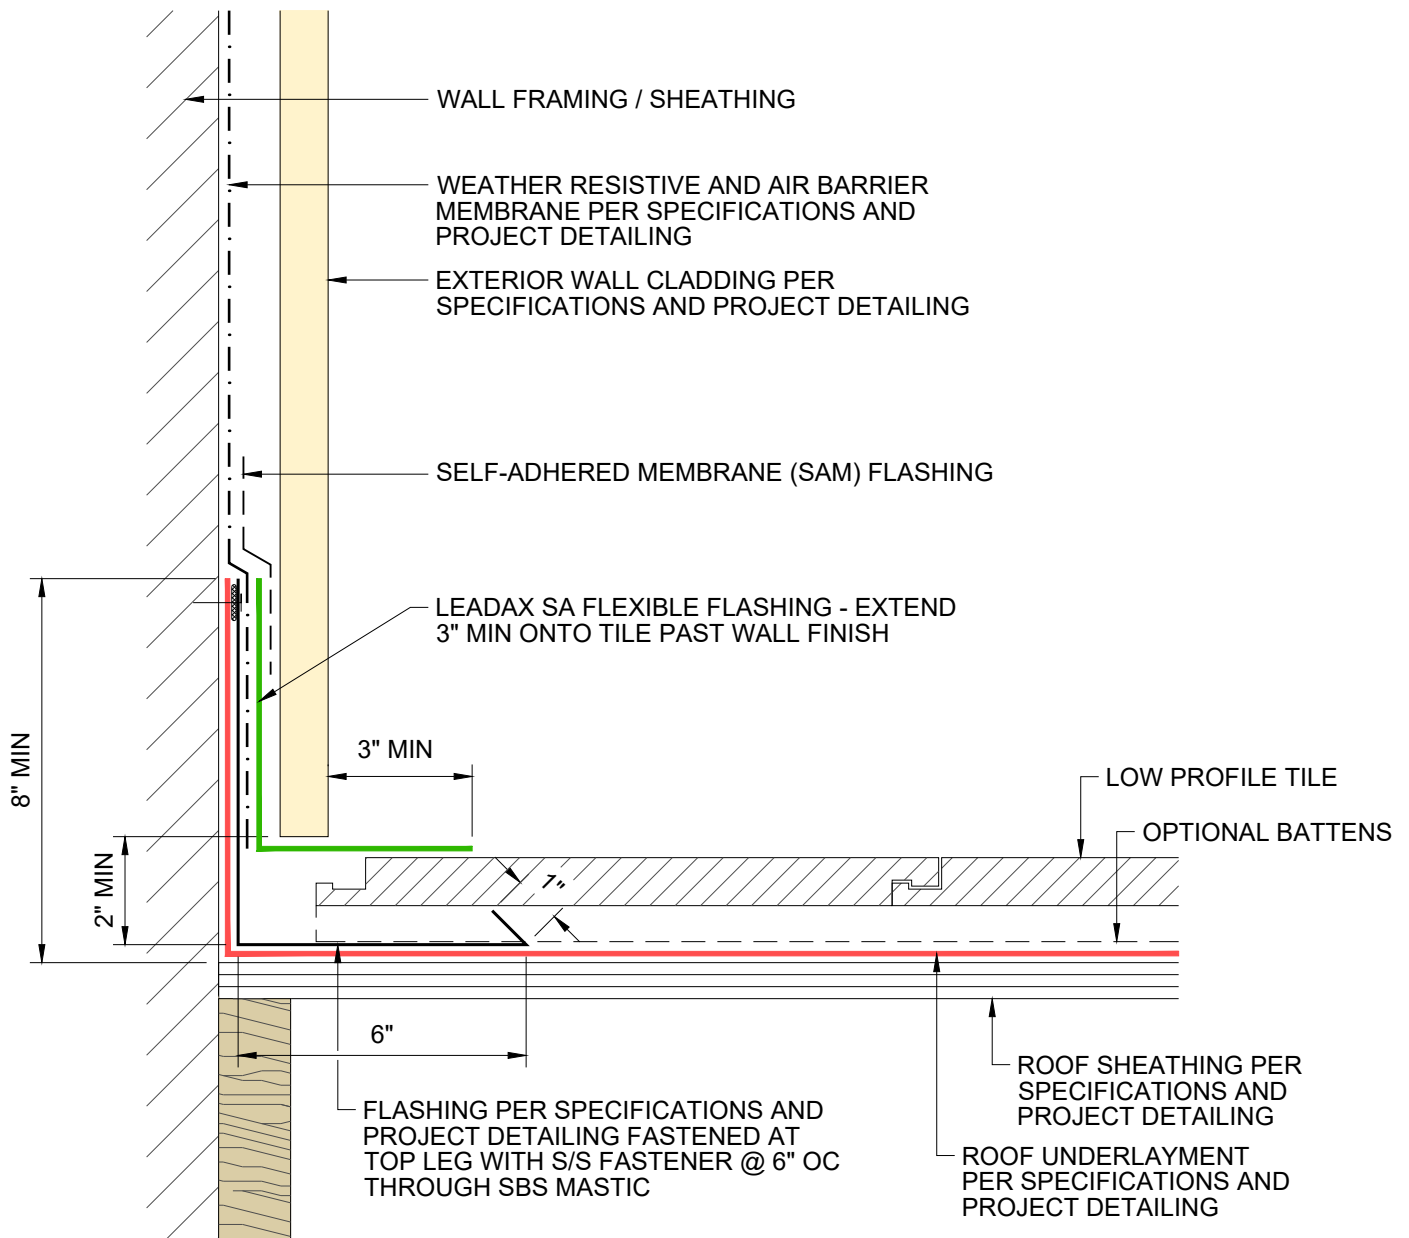 WALL FRAMING / SHEATHING
WEATHER RESISTIVE AND AIR BARRIER
MEMBRANE PER SPECIFICATIONS AND
PROJECT DETAILING
EXTERIOR WALL CLADDING PER
SPECIFICATIONS AND PROJECT DETAILING
SELF-ADHERED MEMBRANE (SAM) FLASHING
LEADAX SA FLEXIBLE FLASHING - EXTEND
3" MIN ONTO TILE PAST WALL FINISH
8" MIN
3" MIN
2" MIN
LOW PROFILE TILE
OPTIONAL BATTENS
1"
6"
FLASHING PER SPECIFICATIONS AND
PROJECT DETAILING FASTENED AT
TOP LEG WITH S/S FASTENER @ 6" OC
THROUGH SBS MASTIC
ROOF SHEATHING PER
SPECIFICATIONS AND
PROJECT DETAILING
ROOF UNDERLAYMENT
PER SPECIFICATIONS AND
PROJECT DETAILING